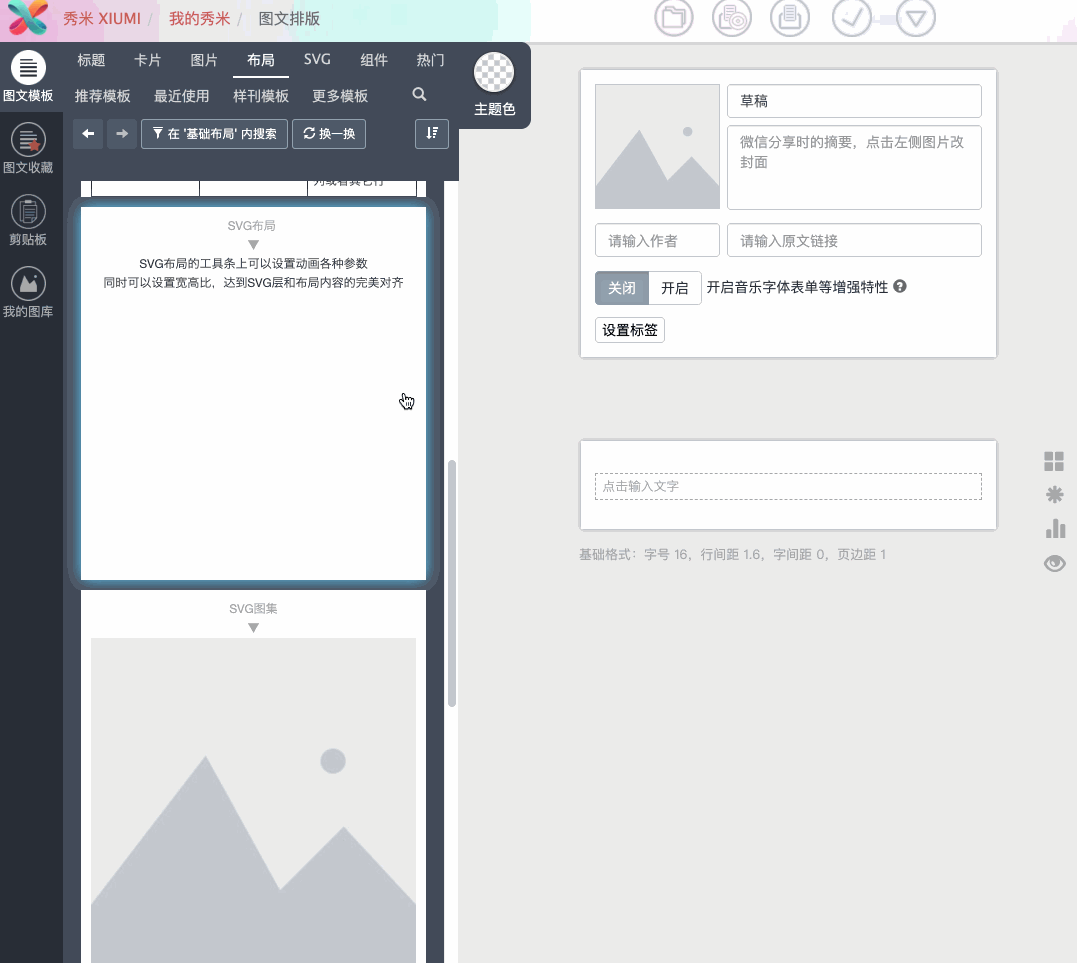 秀米 XIUMI / 我的秀米 / 图文排版
标题 卡片 图片 布局 SVG 组件 热门
推荐模板 最近使用 样刊模板 更多模板
主题色
在 '基础布局' 内搜索 换一换
图文模板
图文收藏
剪贴板
我的图库
列或者其它行
SVG布局
SVG布局的工具条上可以设置动画各种参数
同时可以设置宽高比，达到SVG层和布局内容的完美对齐
SVG图集
草稿
微信分享时的摘要，点击左侧图片改
封面
请输入作者 请输入原文链接
关闭 开启 开启音乐字体表单等增强特性
设置标签
点击输入文字
基础格式：字号 16，行间距 1.6，字间距 0，页边距 1